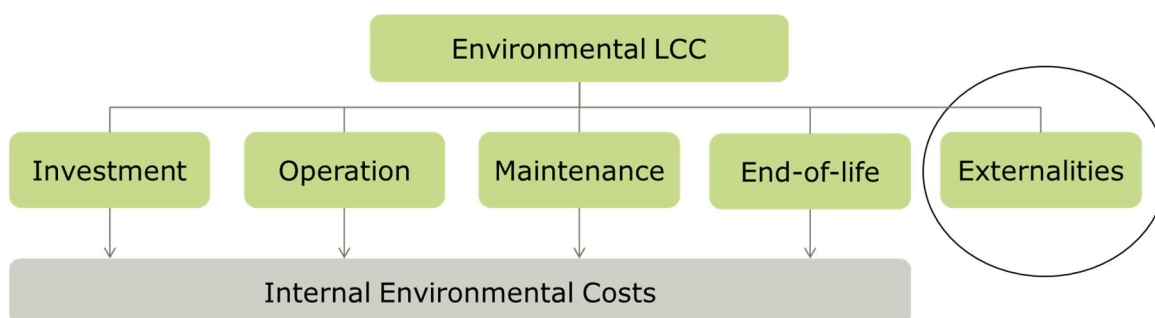 Environmental LCC
Investment
Operation
Maintenance
End-of-life
Externalities
Internal Environmental Costs